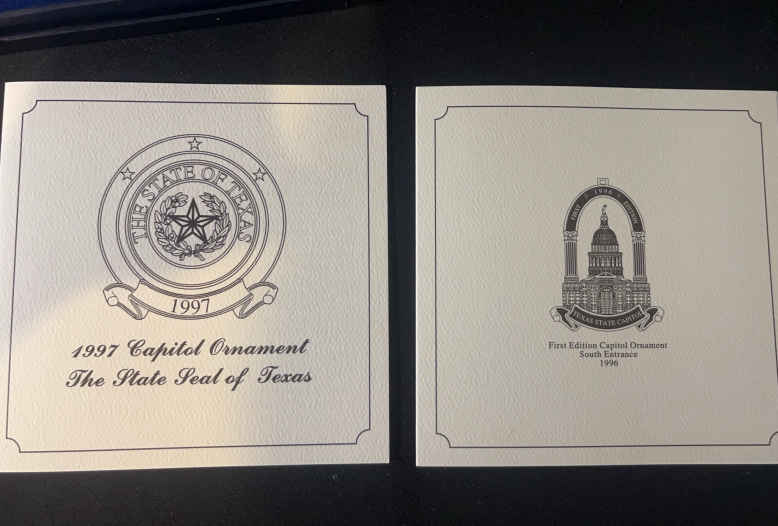 THE STATE OF TEXAS
1997
1997 Capitol Ornament
The State Seal of Texas
FIRST 1996 EDITION
TEXAS STATE CAPITOL
First Edition Capitol Ornament
South Entrance
1996